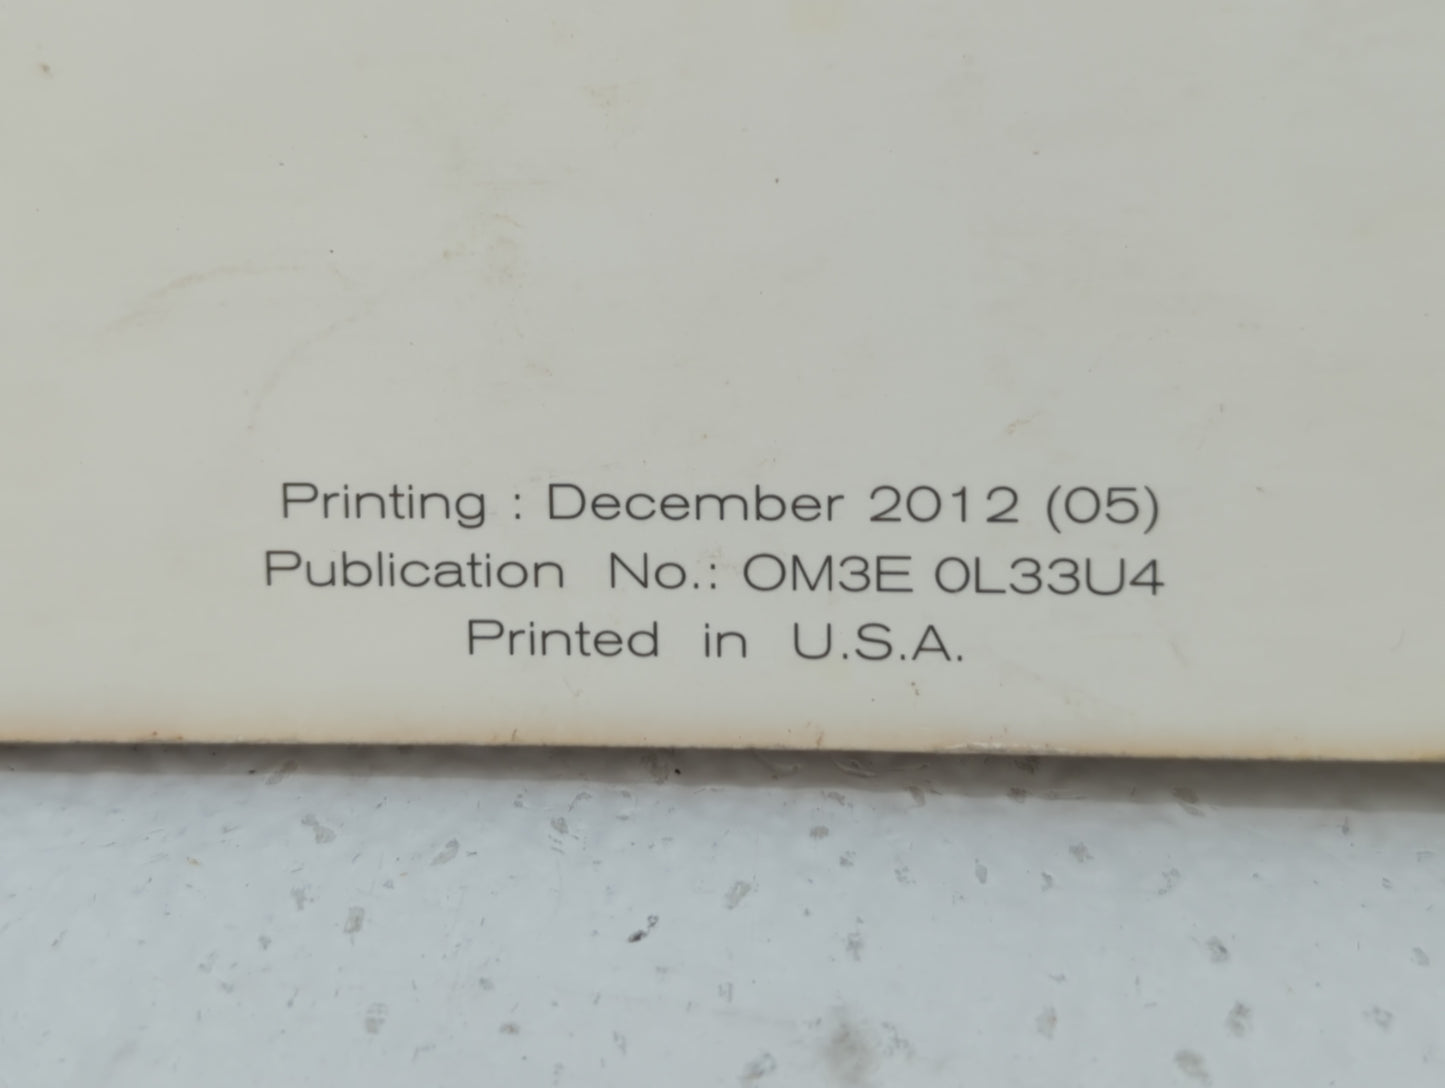 Printing : December 2012 (05)
Publication No.: OM3E 0L33U4
Printed in U.S.A.